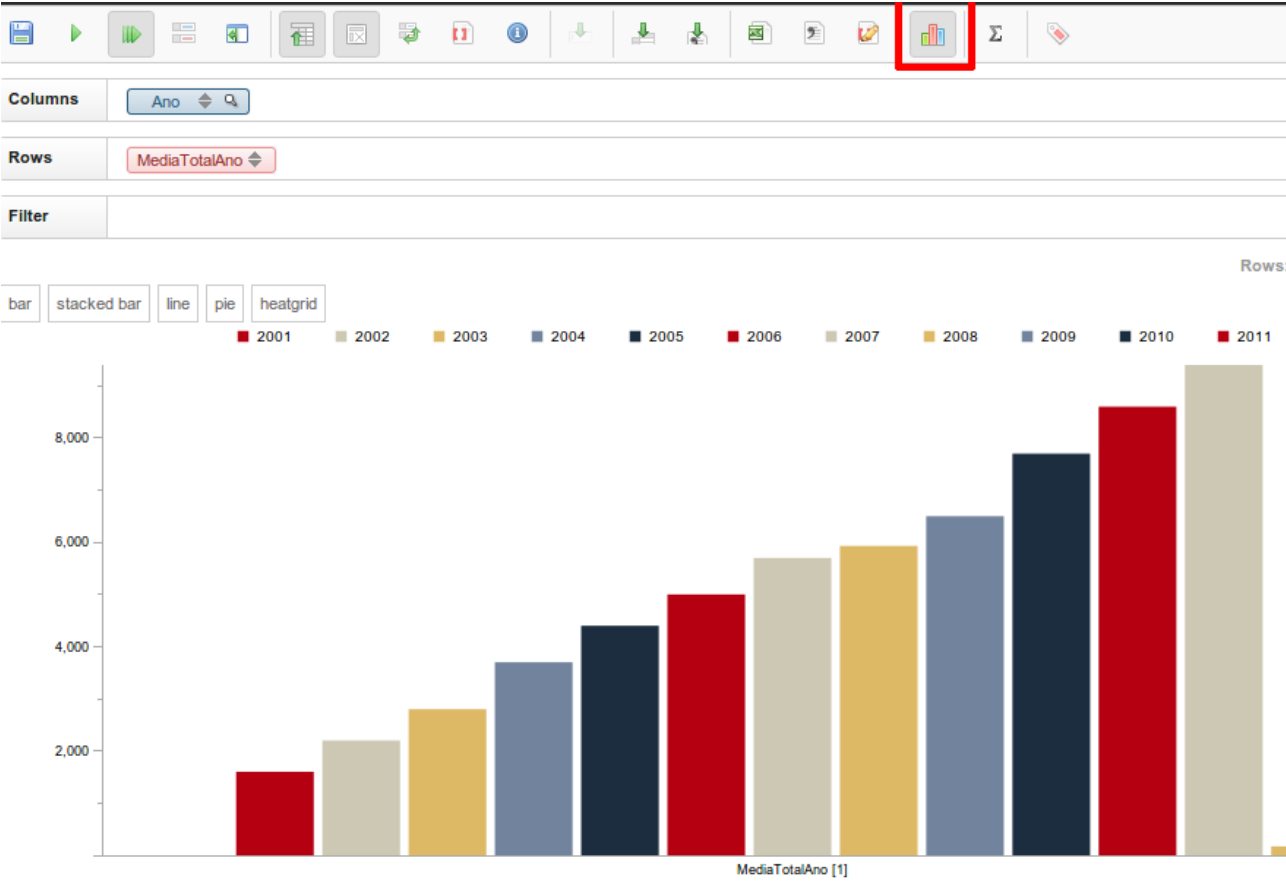 Columns Ano
Rows MediaTotalAno
Filter
Rows:
bar stacked bar line pie heatgrid
2001 2002 2003 2004 2005 2006 2007 2008 2009 2010 2011
8,000
6,000
4,000
2,000
MediaTotalAno [1]